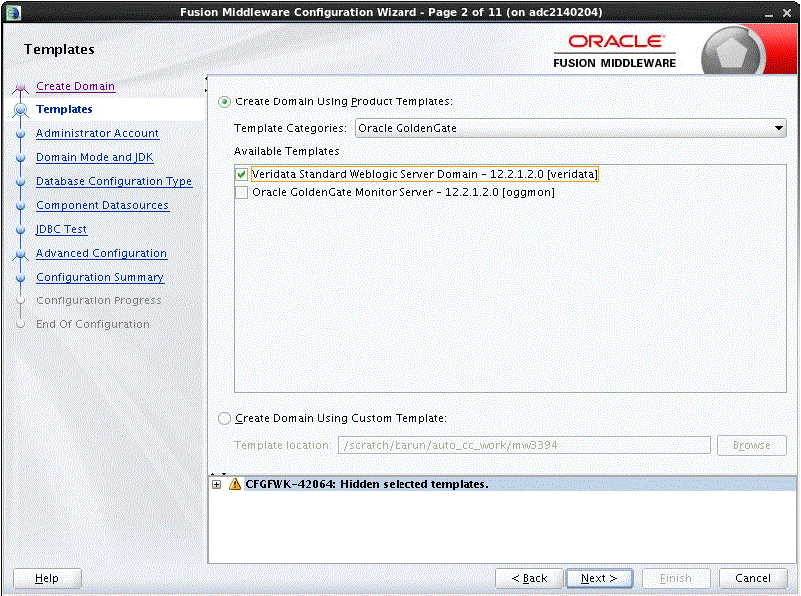 Fusion Middleware Configuration Wizard - Page 2 of 11 (on adc2140204)
Templates
ORACLE
FUSION MIDDLEWARE
Create Domain
Templates
Administrator Account
Domain Mode and JDK
Database Configuration Type
Component Datasources
JDBC Test
Advanced Configuration
Configuration Summary
Configuration Progress
End Of Configuration
Create Domain Using Product Templates:
Template Categories: Oracle GoldenGate
Available Templates
Veridata Standard Weblogic Server Domain - 12.2.1.2.0 [veridata]
Oracle GoldenGate Monitor Server - 12.2.1.2.0 [oggmon]
Create Domain Using Custom Template:
Template location: /scratch/barun/auto_cc_work/mw3394 Browse
CFGFWK-42064: Hidden selected templates.
Help < Back Next > Finish Cancel